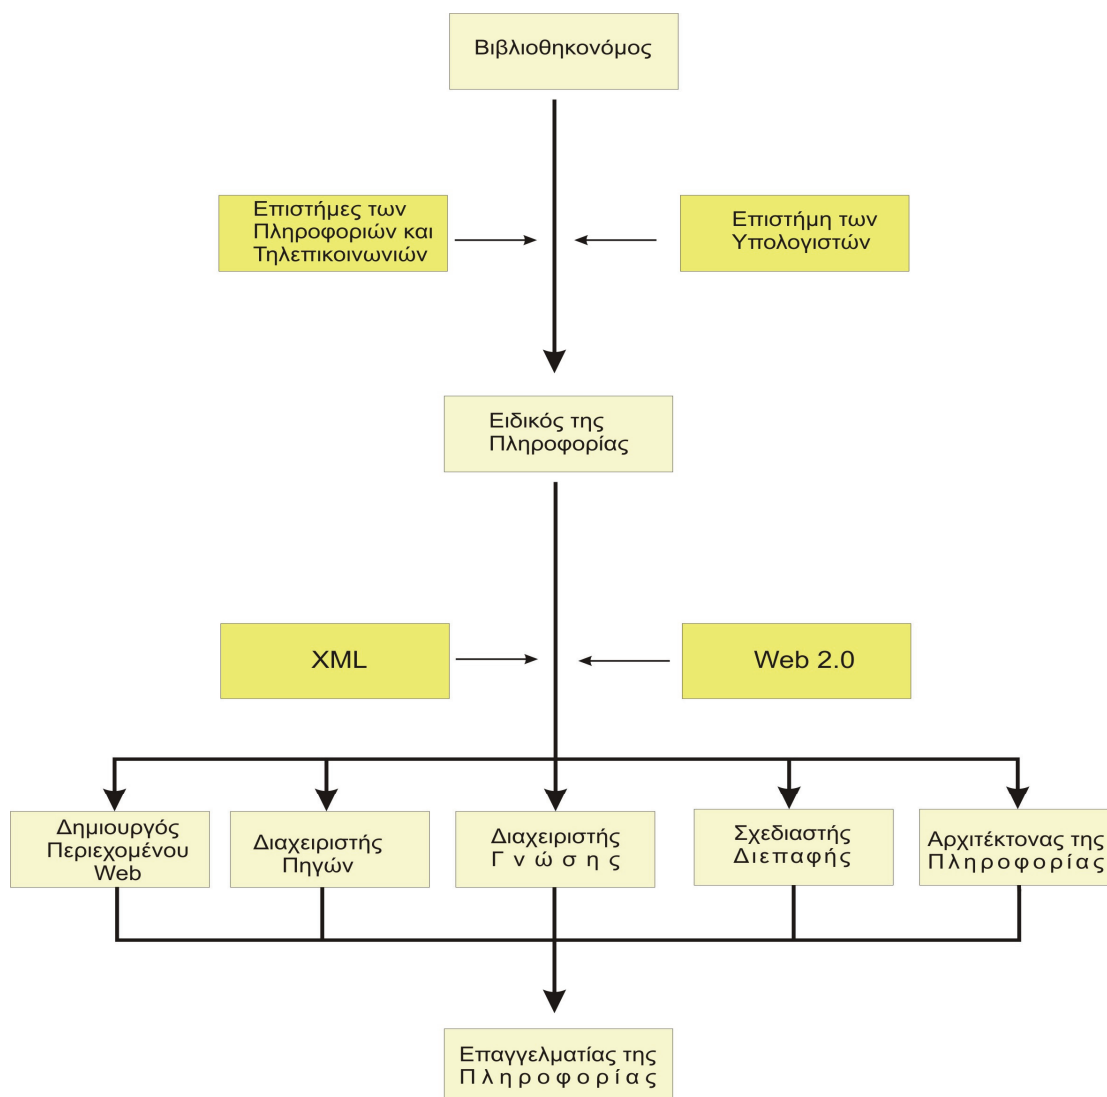 Βιβλιοθηκονόμος
Επιστήμες των
Πληροφοριών και
Τηλεπικοινωνιών
Επιστήμη των
Υπολογιστών
Ειδικός της
Πληροφορίας
XML
Web 2.0
Δημιουργός
Περιεχομένου
Web
Διαχειριστής
Πηγών
Διαχειριστής
Γνώσης
Σχεδιαστής
Διεπαφής
Αρχιτέκτονας της
Πληροφορίας
Επαγγελματίας της
Πληροφορίας